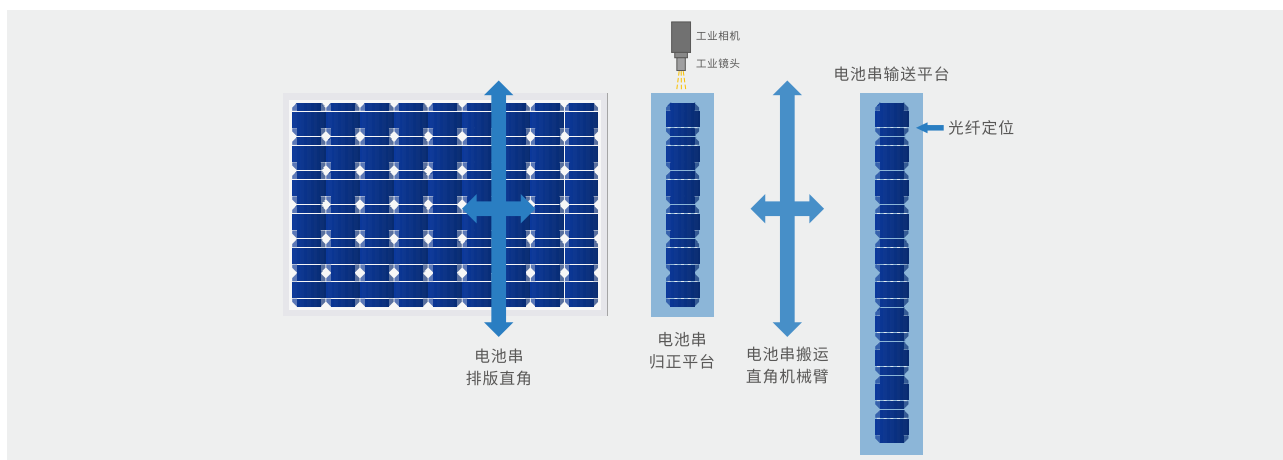 工业相机
工业镜头
电池串输送平台
光纤定位
电池串
排版直角
电池串
归正平台
电池串搬运
直角机械臂